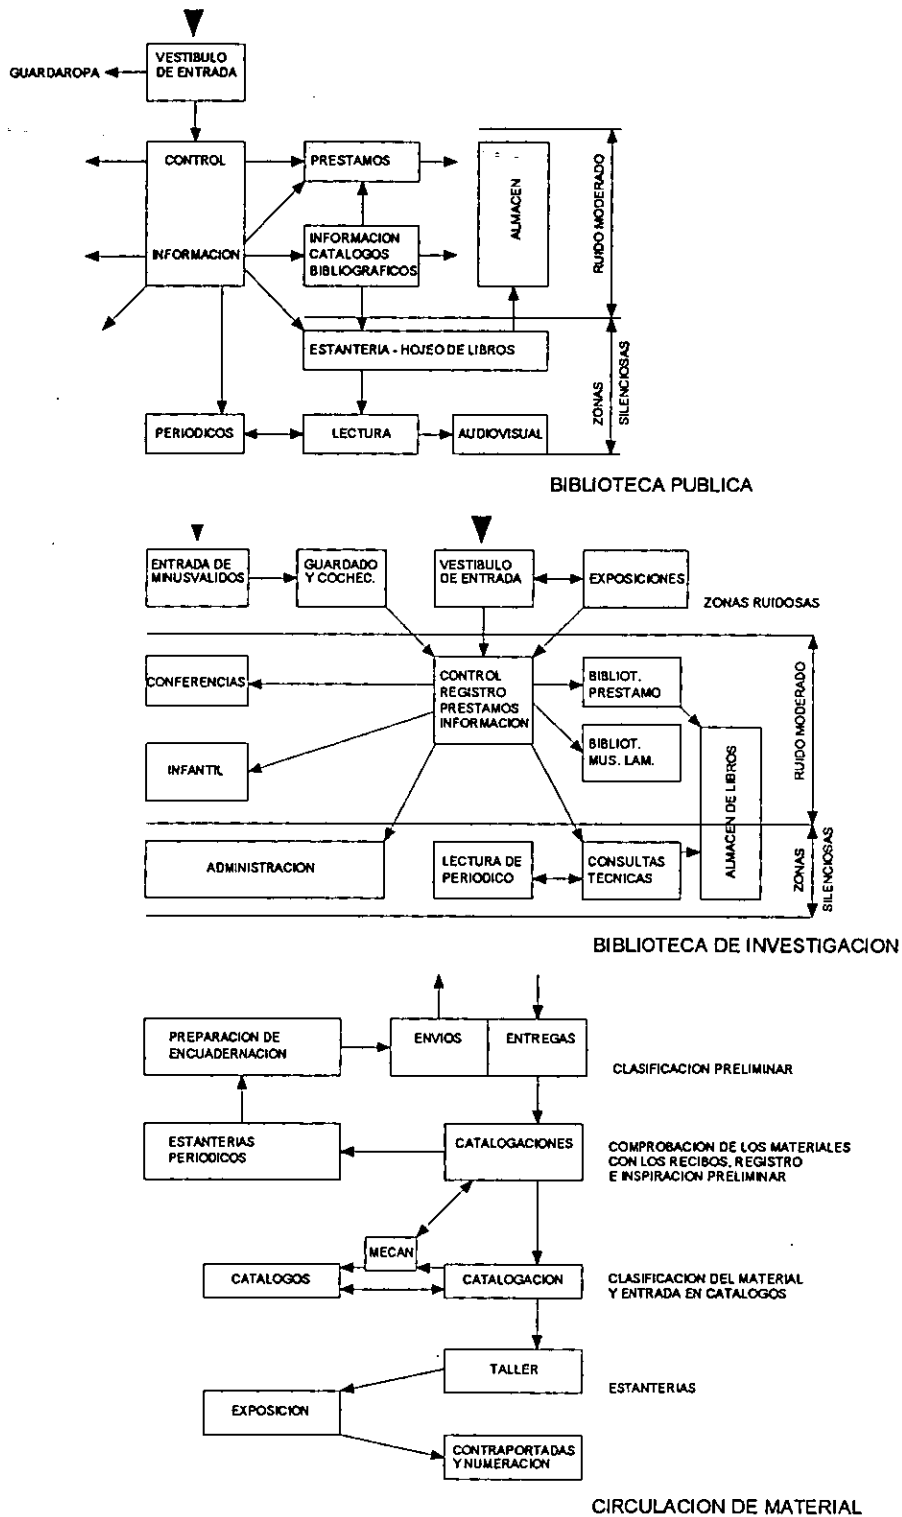 VESTIBULO
DE ENTRADA
GUARDAROPA
CONTROL
INFORMACION
PRESTAMOS
INFORMACION
CATALOGOS
BIBLIOGRAFICOS
ALMACEN
RUIDO MODERADO
ESTANTERIA - HOJEO DE LIBROS
ZONAS
SILENCIOSAS
PERIODICOS
LECTURA
AUDIOVISUAL
BIBLIOTECA PUBLICA
ENTRADA DE
MINUSVALIDOS
GUARDADO
Y COCHEC.
VESTIBULO
DE ENTRADA
EXPOSICIONES
ZONAS RUIDOSAS
CONFERENCIAS
CONTROL
REGISTRO
PRESTAMOS
INFORMACION
BIBLIOT.
PRESTAMO
BIBLIOT.
MUS. LAM.
INFANTIL
ALMACEN DE LIBROS
RUIDO MODERADO
ADMINISTRACION
LECTURA DE
PERIODICO
CONSULTAS
TECNICAS
ZONAS
SILENCIOSAS
BIBLIOTECA DE INVESTIGACION
PREPARACION DE
ENCUADERNACION
ENVIOS
ENTREGAS
CLASIFICACION PRELIMINAR
ESTANTERIAS
PERIODICOS
CATALOGACIONES
COMPROBACION DE LOS MATERIALES
CON LOS RECIBOS, REGISTRO
E INSPIRACION PRELIMINAR
MECAN
CATALOGOS
CATALOGACION
CLASIFICACION DEL MATERIAL
Y ENTRADA EN CATALOGOS
TALLER
ESTANTERIAS
EXPOSICION
CONTRAPORTADAS
Y NUMERACION
CIRCULACION DE MATERIAL